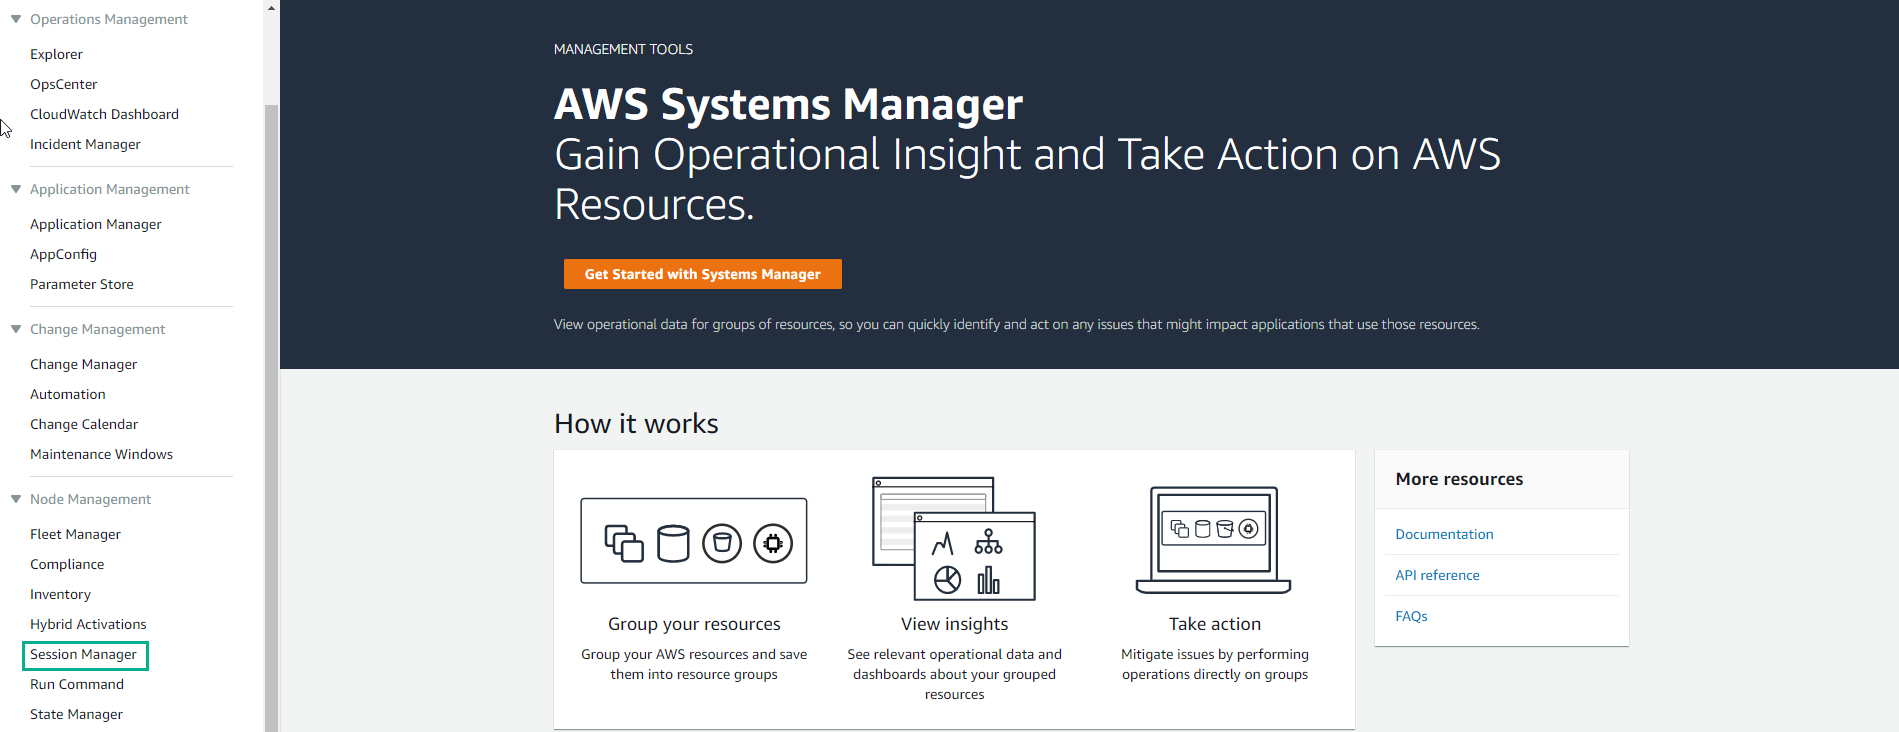 Operations Management
Explorer
OpsCenter
CloudWatch Dashboard
Incident Manager
Application Management
Application Manager
AppConfig
Parameter Store
Change Management
Change Manager
Automation
Change Calendar
Maintenance Windows
Node Management
Fleet Manager
Compliance
Inventory
Hybrid Activations
Session Manager
Run Command
State Manager
MANAGEMENT TOOLS
AWS Systems Manager
Gain Operational Insight and Take Action on AWS
Resources.
Get Started with Systems Manager
View operational data for groups of resources, so you can quickly identify and act on any issues that might impact applications that use those resources.
How it works
Group your resources
Group your AWS resources and save
them into resource groups
View insights
See relevant operational data and
dashboards about your grouped
resources
Take action
Mitigate issues by performing
operations directly on groups
More resources
Documentation
API reference
FAQs